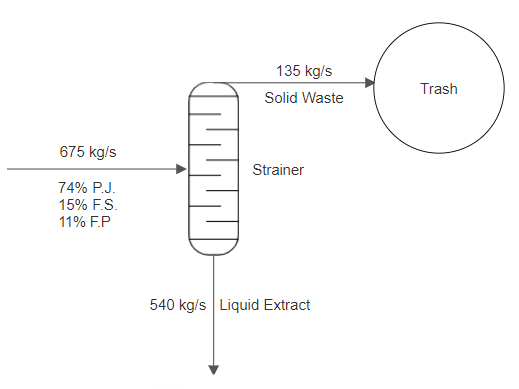 135 kg/s
Solid Waste
Trash
675 kg/s
74% P.J.
15% F.S.
11% F.P
Strainer
540 kg/s
Liquid Extract